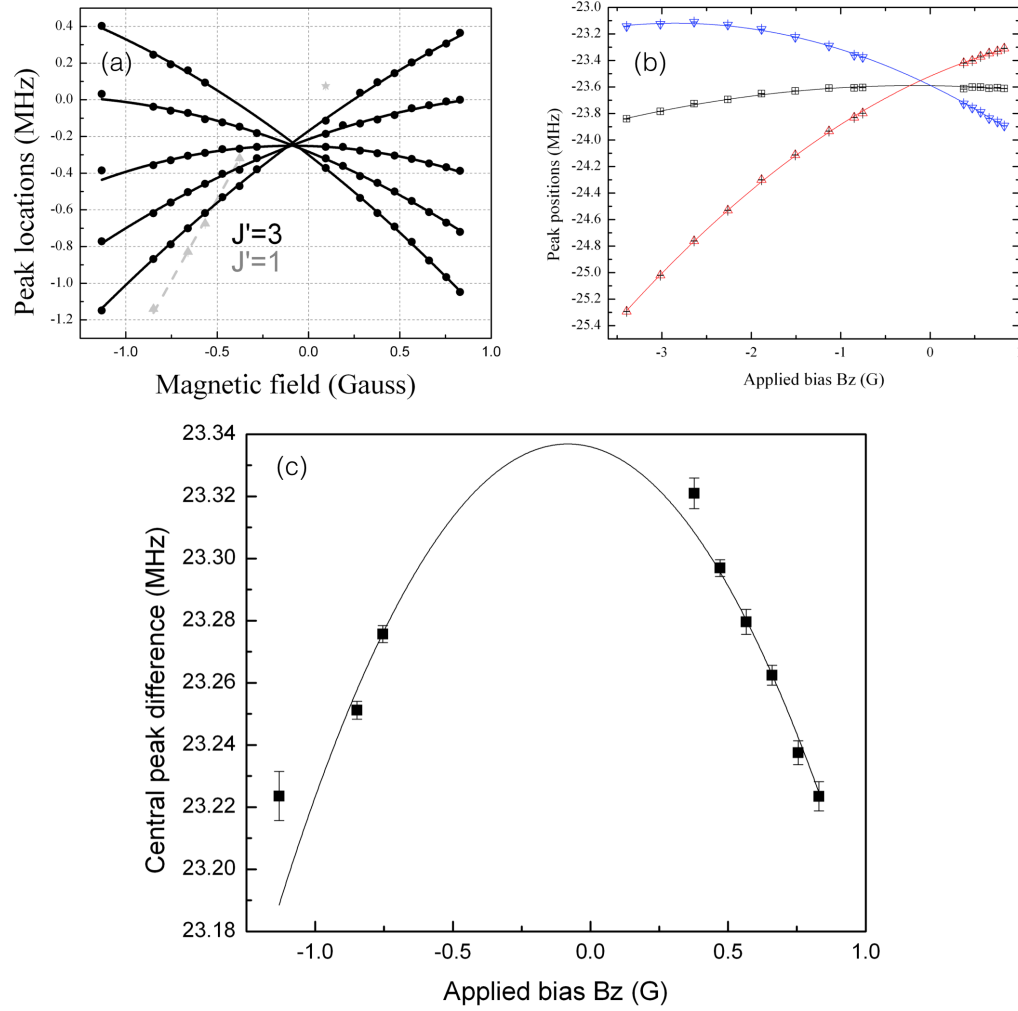 (a)
Peak locations (MHz)
0.4
0.2
0.0
-0.2
-0.4
-0.6
-0.8
-1.0
-1.2
J'=3
J'=1
-1.0 -0.5 0.0 0.5 1.0
Magnetic field (Gauss)
(b)
Peak positions (MHz)
-23.0
-23.2
-23.4
-23.6
-23.8
-24.0
-24.2
-24.4
-24.6
-24.8
-25.0
-25.2
-25.4
-3 -2 -1 0
Applied bias Bz (G)
(c)
Central peak difference (MHz)
23.34
23.32
23.30
23.28
23.26
23.24
23.22
23.20
23.18
-1.0 -0.5 0.0 0.5 1.0
Applied bias Bz (G)